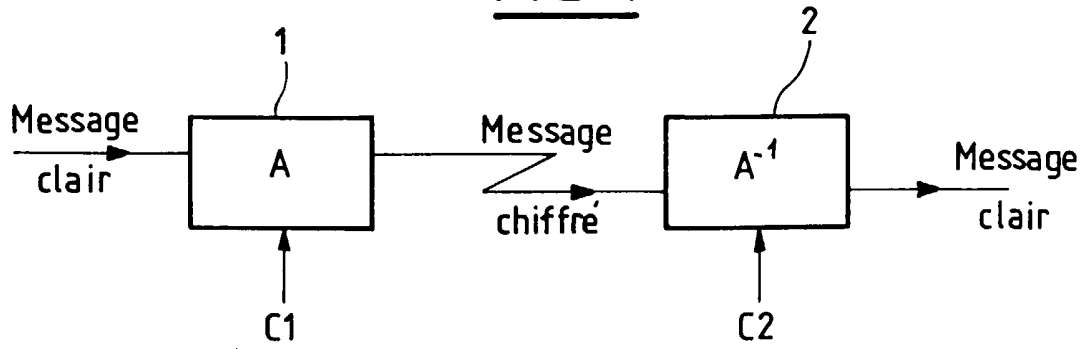 1
2
Message
clair
A
Message
chiffré
A⁻¹
Message
clair
C1
C2